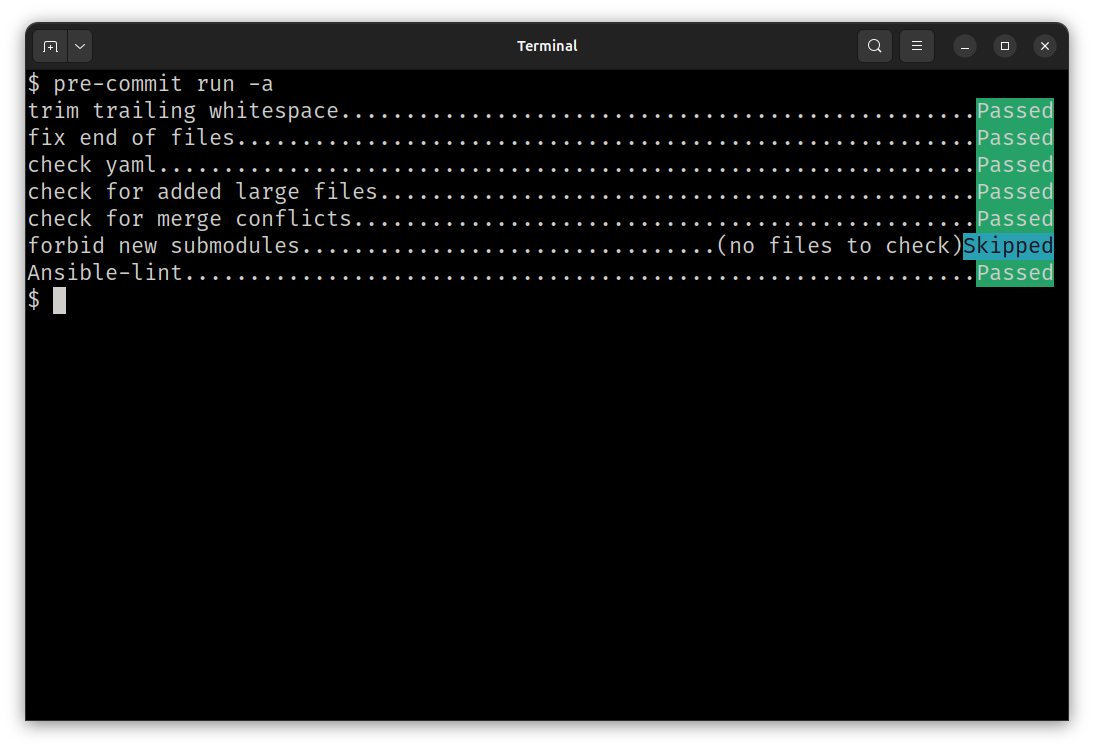 Terminal
$ pre-commit run -a
trim trailing whitespace.................................................Passed
fix end of files.........................................................Passed
check yaml...............................................................Passed
check for added large files..............................................Passed
check for merge conflicts................................................Passed
forbid new submodules................................(no files to check)Skipped
Ansible-lint.............................................................Passed
$